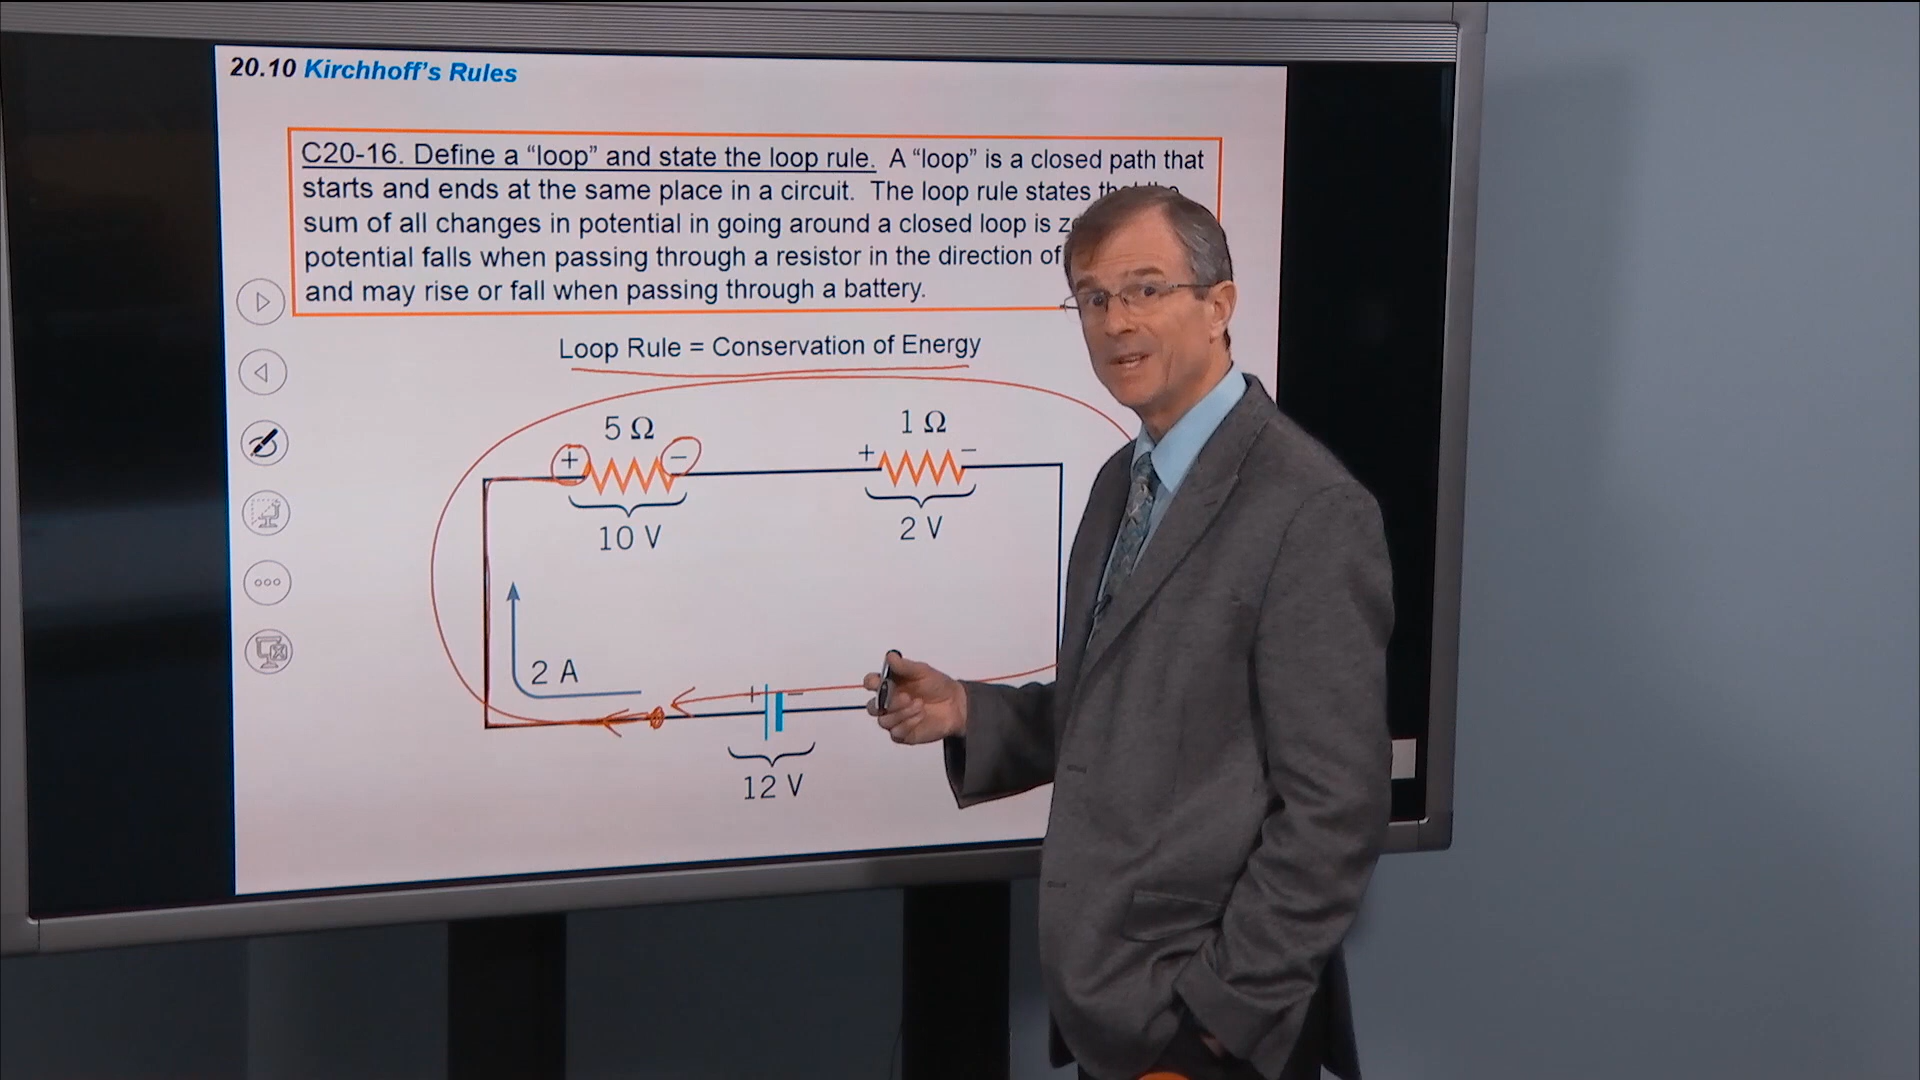 20.10 Kirchhoff's Rules
C20-16. Define a “loop” and state the loop rule. A “loop” is a closed path that
starts and ends at the same place in a circuit. The loop rule states
sum of all changes in potential in going around a closed loop is
potential falls when passing through a resistor in the direction of
and may rise or fall when passing through a battery.
Loop Rule = Conservation of Energy
5 Ω 1 Ω
+ − + −
10 V 2 V
2 A
+ −
12 V